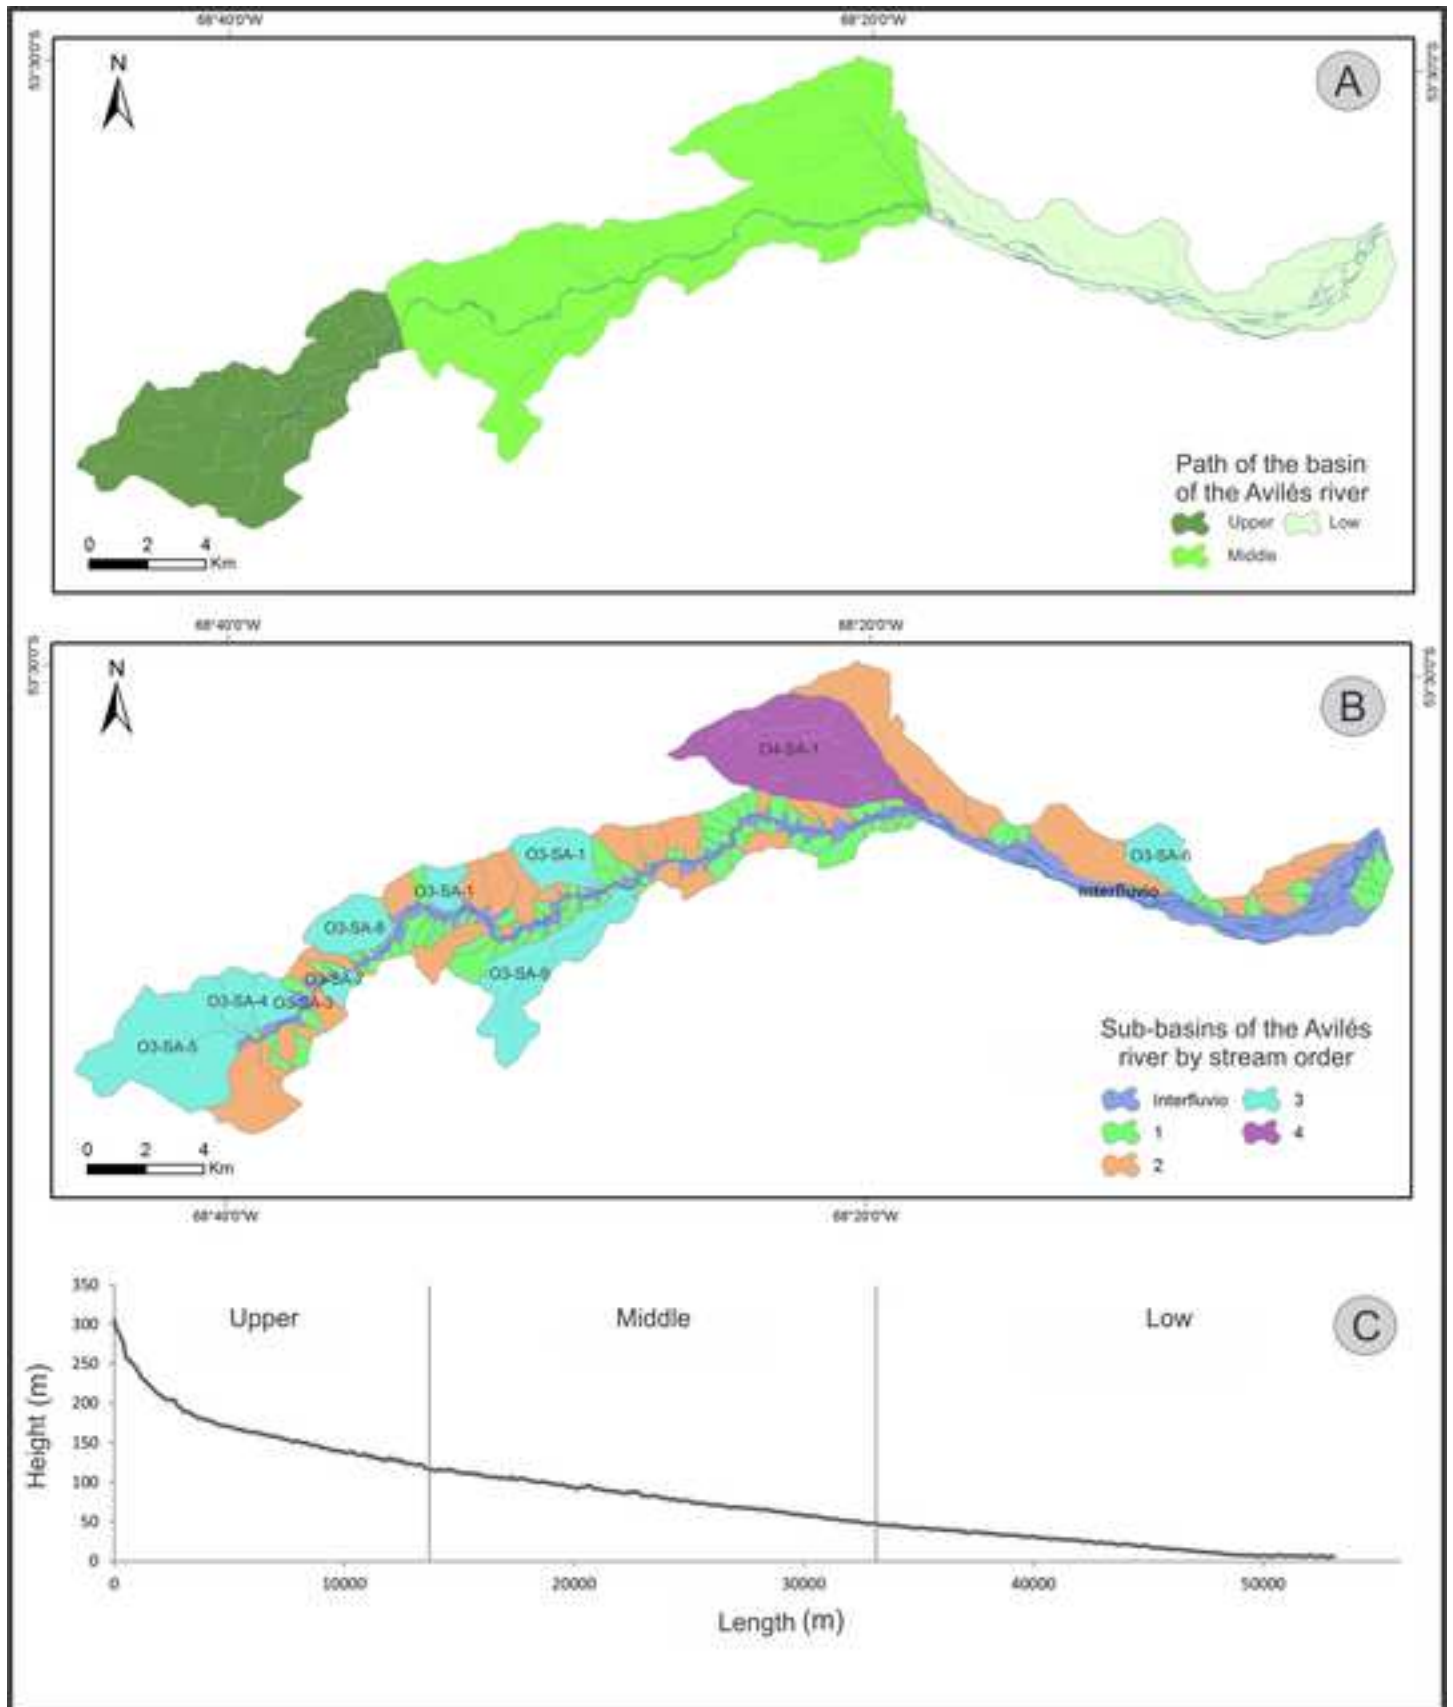 68°40'0"W 68°20'0"W
53°30'0"S 53°30'0"S
N
A
Path of the basin
of the Avilés river
Upper Low
Middle
0 2 4
Km
68°40'0"W 68°20'0"W
53°30'0"S 53°30'0"S
N
B
O4-SA-1
O3-SA-1
O3-SA-6
O3-SA-1
Interfluvio
O3-SA-8
O3-SA-9
O3-SA-2
O3-SA-4 O3-SA-3
O3-SA-5
Sub-basins of the Avilés
river by stream order
Interfluvio 3
1 4
2
0 2 4
Km
68°40'0"W 68°20'0"W
350
300
250
200
150
100
50
0
Upper Middle Low
C
Height (m)
0 10000 20000 30000 40000 50000
Length (m)